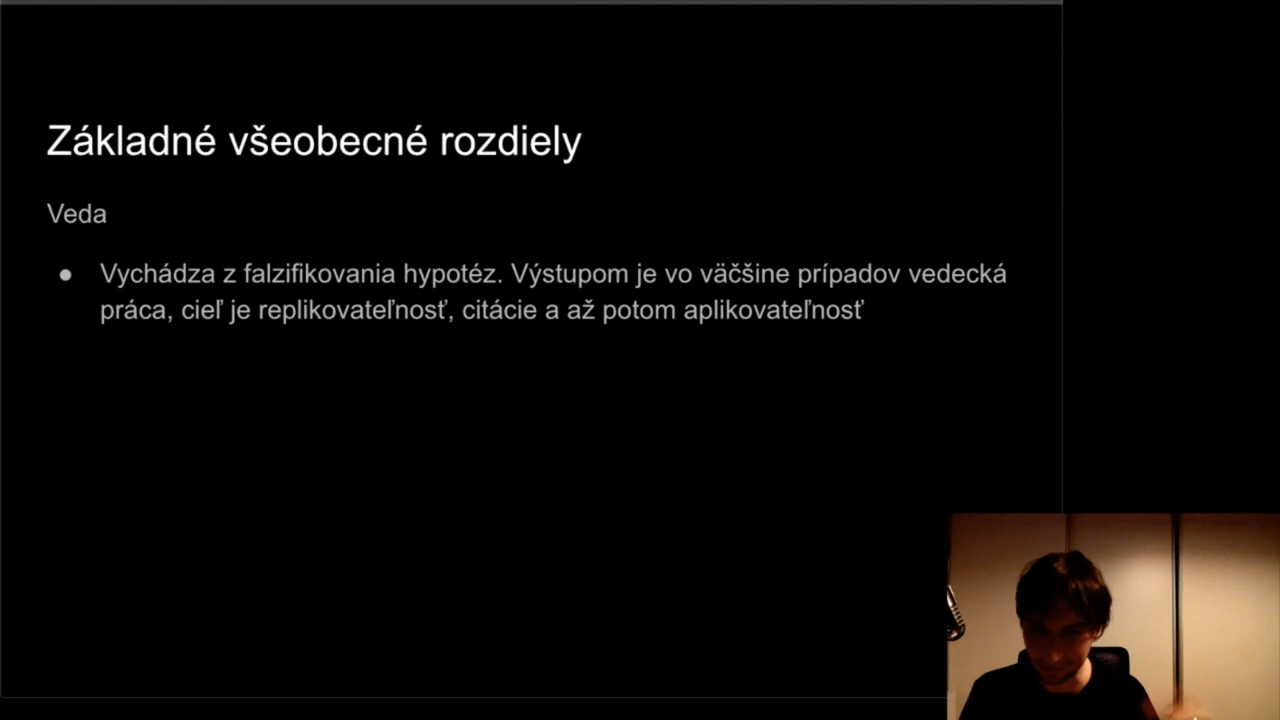 Základné všeobecné rozdiely
Veda
● Vychádza z falzifikovania hypotéz. Výstupom je vo väčšine prípadov vedecká
práca, cieľ je replikovateľnosť, citácie a až potom aplikovateľnosť